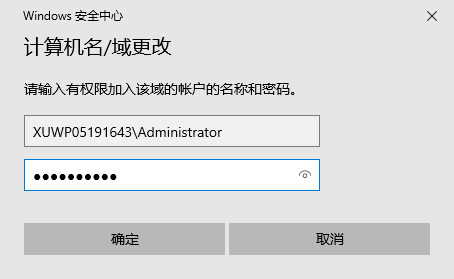 Windows 安全中心
计算机名/域更改
请输入有权限加入该域的帐户的名称和密码。
XUWP05191643\Administrator
●●●●●●●●●●
确定
取消